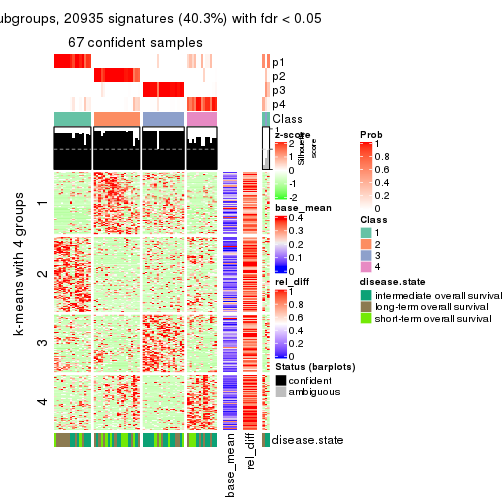 ubgroups, 20935 signatures (40.3%) with fdr < 0.05
67 confident samples
p1
p2
p3
p4
Class
1
Silhouette
score
z-score
2
1
0
-1
-2
base_mean
0.4
0.3
0.2
0.1
0
rel_diff
1
0.8
0.6
0.4
0.2
0
Status (barplots)
confident
ambiguous
Prob
1
0.8
0.6
0.4
0.2
0
Class
1
2
3
4
disease.state
intermediate overall survival
long-term overall survival
short-term overall survival
k-means with 4 groups
1
2
3
4
disease.state
base_mean
rel_diff